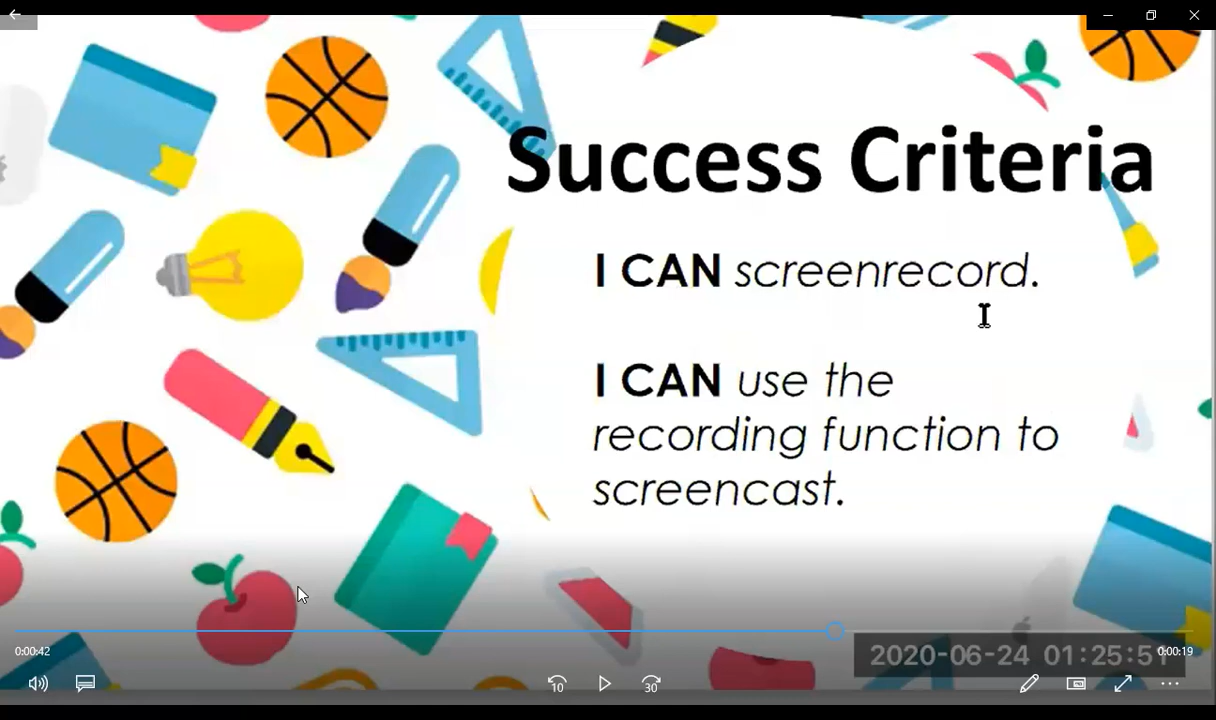 Success Criteria
I CAN screenrecord.
I CAN use the
recording function to
screencast.
0:00:42
2020-06-24 01:25:51
0:00:19
10
30